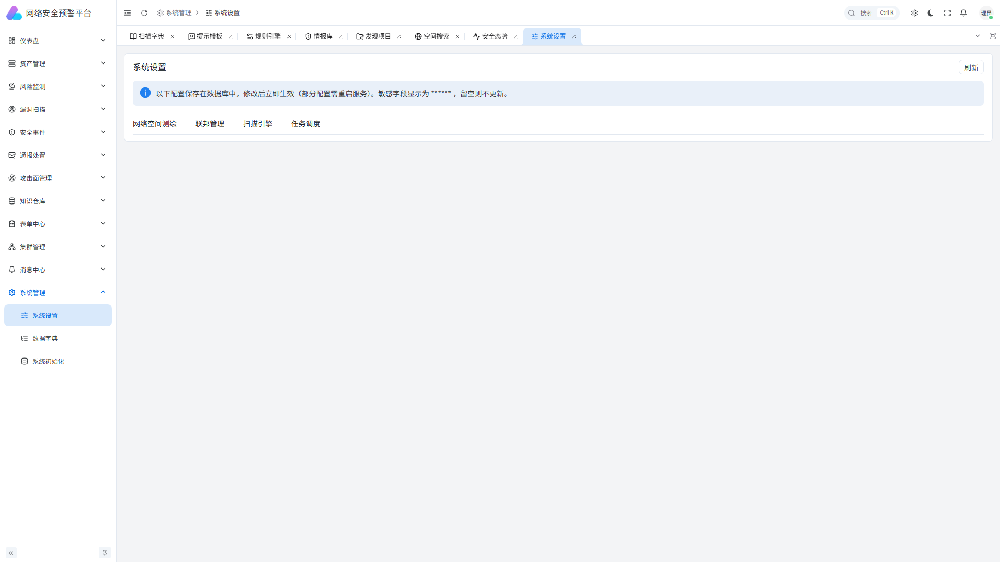 网络安全预警平台
系统管理 系统设置
搜索 Ctrl K
理员
扫描字典 提示模板 规则引擎 情报库 发现项目 空间搜索 安全态势 系统设置
仪表盘
资产管理
风险监测
漏洞扫描
安全事件
通报处置
攻击面管理
知识仓库
表单中心
集群管理
消息中心
系统管理
系统设置
数据字典
系统初始化
系统设置
刷新
以下配置保存在数据库中，修改后立即生效（部分配置需重启服务）。敏感字段显示为 ****** ，留空则不更新。
网络空间测绘 联邦管理 扫描引擎 任务调度